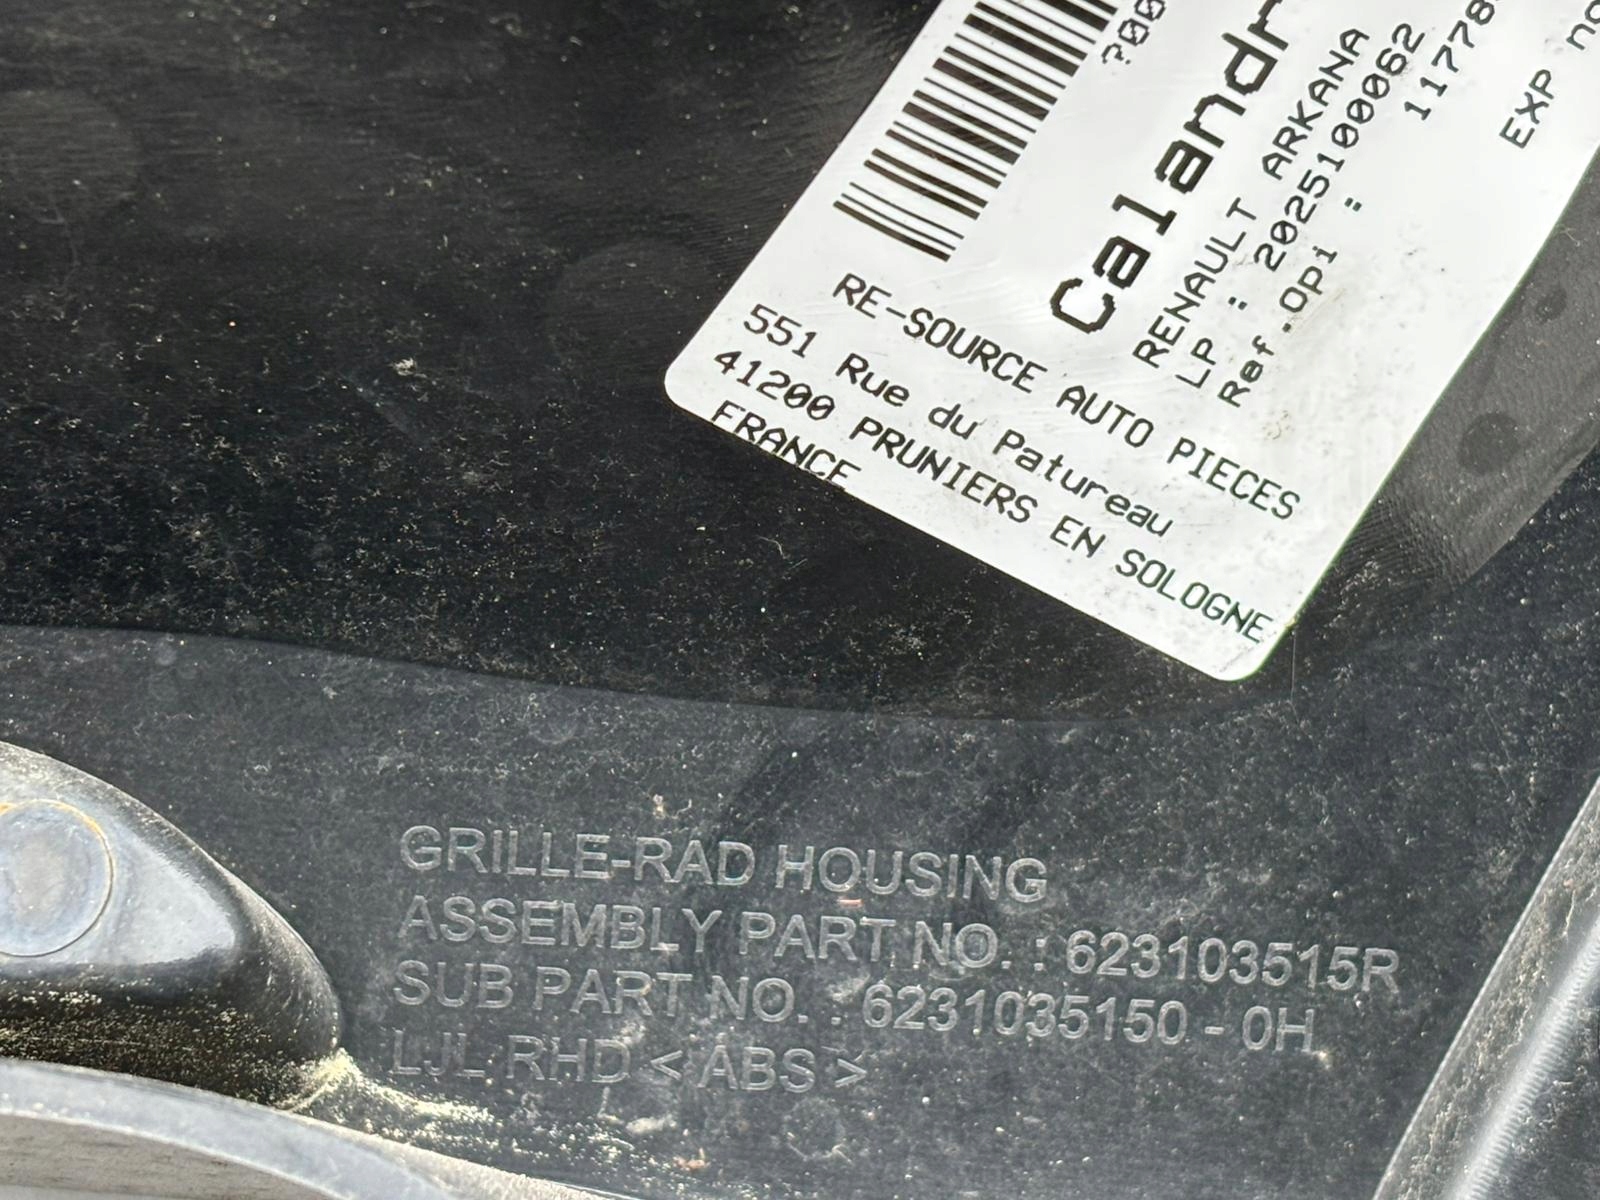 Calandr
RENAULT ARKANA
LP : 2025100062
Ref.Opi : 11778
EXP
RE-SOURCE AUTO PIECES
551 Rue du Patureau
41200 PRUNIERS EN SOLOGNE
FRANCE
GRILLE-RAD HOUSING
ASSEMBLY PART NO. : 623103515R
SUB PART NO. : 6231035150 - 0H
LJL RHD < ABS >